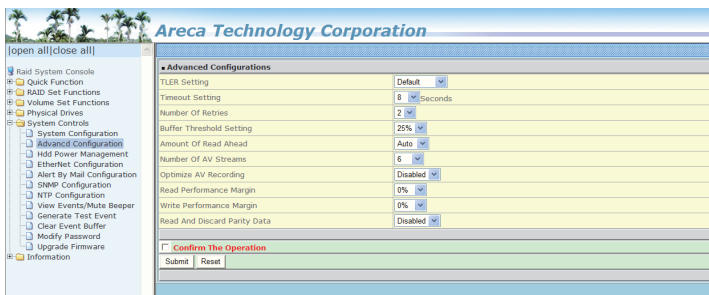 Areca Technology Corporation
|open all|close all|
Raid System Console
Quick Function
RAID Set Functions
Volume Set Functions
Physical Drives
System Controls
System Configuration
Advancd Configuration
Hdd Power Management
EtherNet Configuration
Alert By Mail Configuration
SNMP Configuration
NTP Configuration
View Events/Mute Beeper
Generate Test Event
Clear Event Buffer
Modify Password
Upgrade Firmware
Information
Advanced Configurations
TLER Setting Default
Timeout Setting 8 Seconds
Number Of Retries 2
Buffer Threshold Setting 25%
Amount Of Read Ahead Auto
Number Of AV Streams 6
Optimize AV Recording Disabled
Read Performance Margin 0%
Write Performance Margin 0%
Read And Discard Parity Data Disabled
Confirm The Operation
Submit Reset